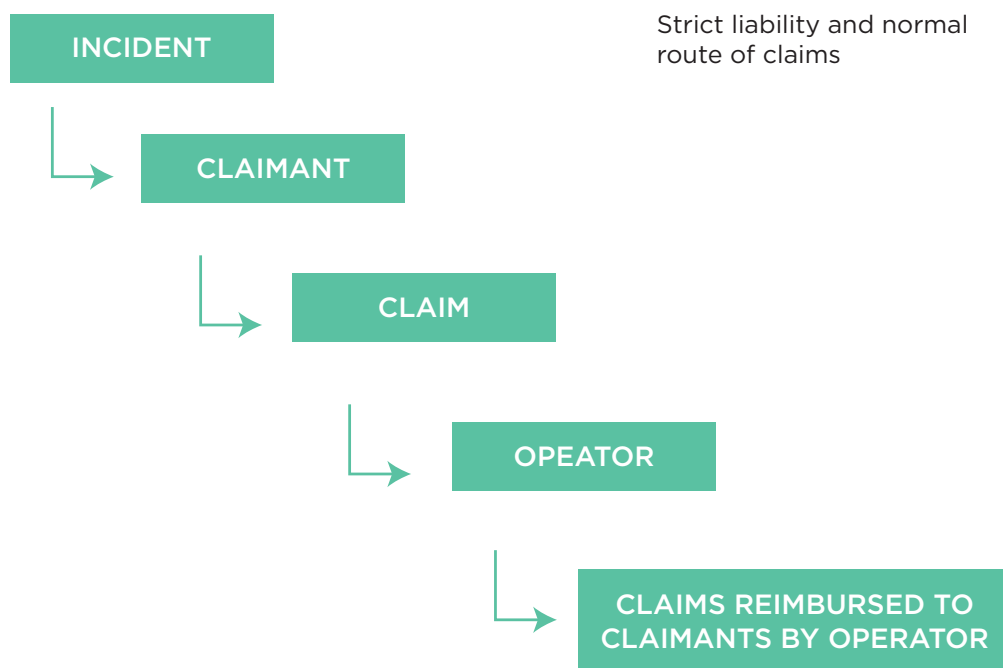 Strict liability and normal
route of claims
INCIDENT
CLAIMANT
CLAIM
OPEATOR
CLAIMS REIMBURSED TO
CLAIMANTS BY OPERATOR